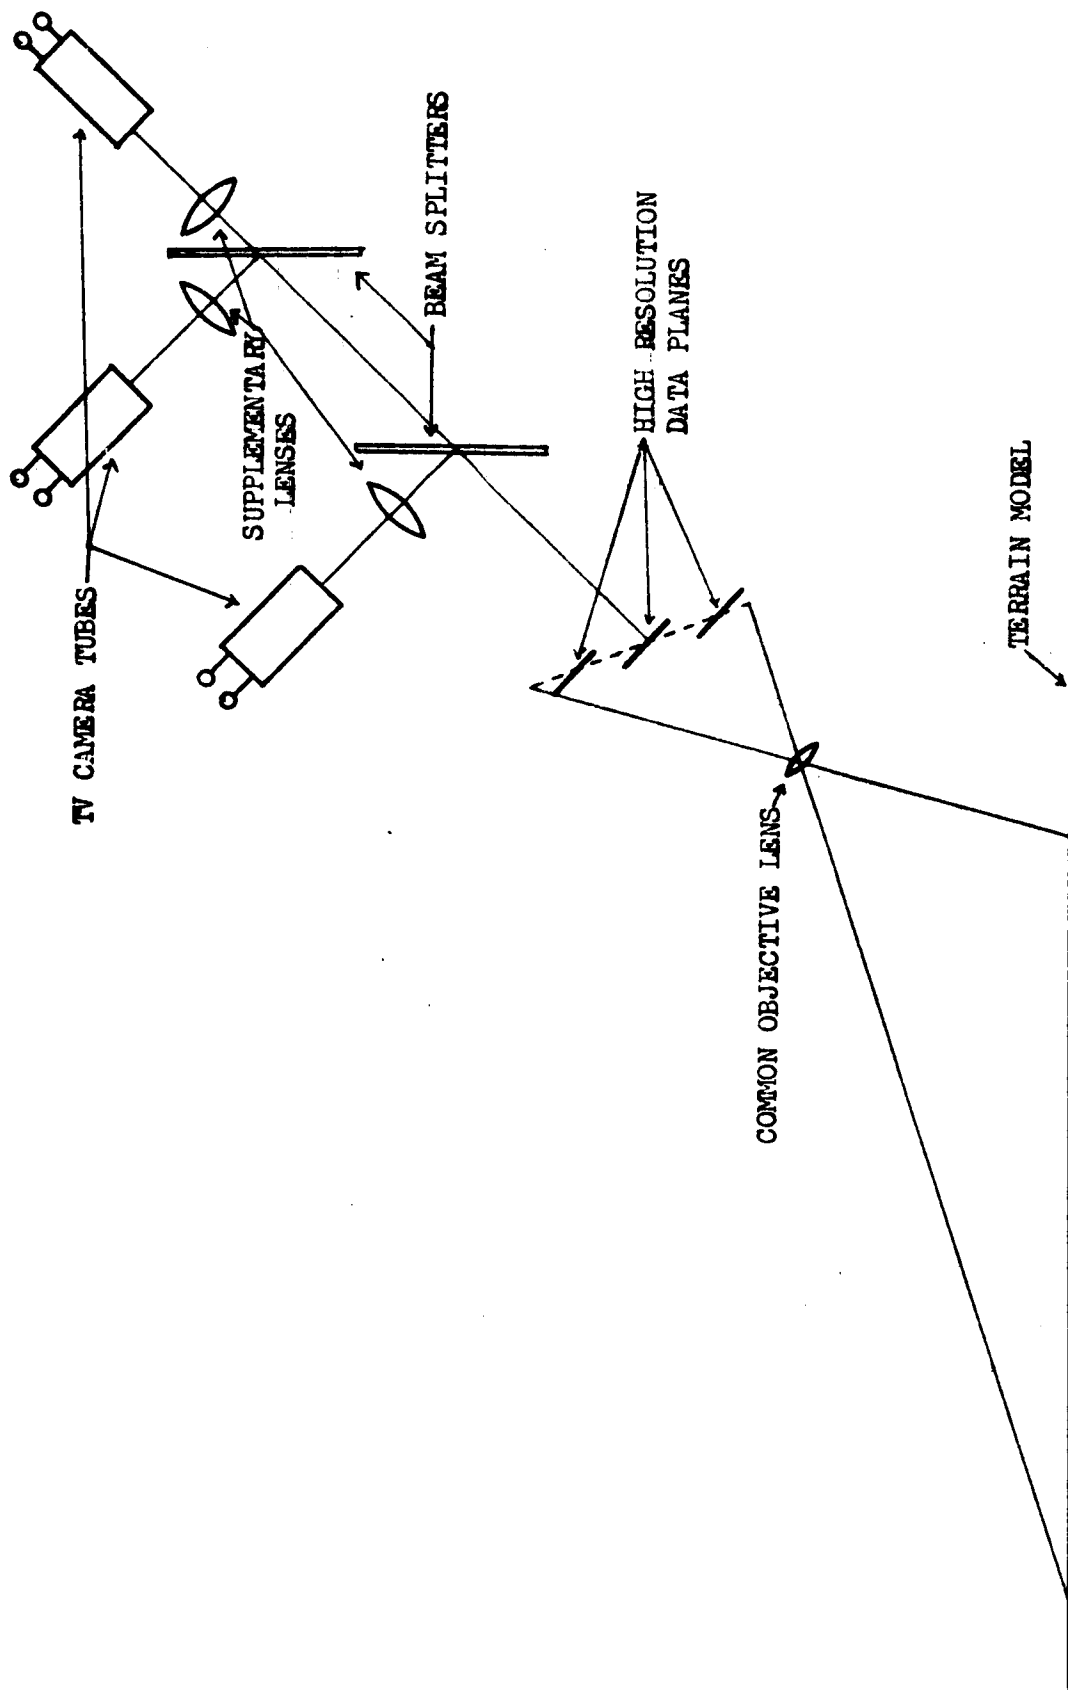 TV CAMERA TUBES
SUPPLEMENTARY
LENSES
BEAM SPLITTERS
HIGH RESOLUTION
DATA PLANES
COMMON OBJECTIVE LENS
TERRAIN MODEL